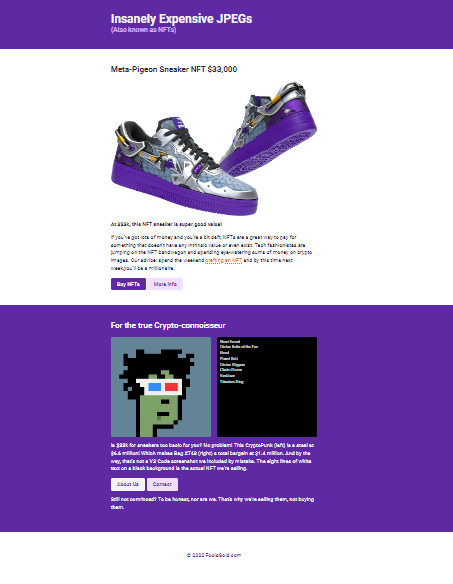 Insanely Expensive JPEGs
(Also known as NFTs)
Meta-Pigeon Sneaker NFT $33,000
At $33k, this NFT sneaker is super good value!
If you've got lots of money and you're a bit daft, NFTs are a great way to pay for
something that doesn't have any intrinsic value or even exist. Tech fashionistas are
jumping on the NFT bandwagon and spending eye-watering sums of money on crypto
images. Our advice: spend the weekend crafting an NFT and by this time next
week,you'll be a millionaire.
Buy NFTs
More Info
For the true Crypto-connoisseur
Short Sword
Divine Robe of the Fox
Hood
Plated Belt
Divine Slippers
Chain Gloves
Necklace
Titanium Ring
Is $33k for sneakers too basic for you? No problem! This CryptoPunk (left) is a steal at
$6.6 million! Which makes Bag #748 (right) a total bargain at $1.4 million. And by the
way, that's not a VS Code screenshot we included by mistake. The eight lines of white
text on a black background is the actual NFT we're selling.
About Us
Contact
Still not convinced? To be honest, nor are we. That's why we're selling them, not buying
them.
© 2022 FoolsGold.com